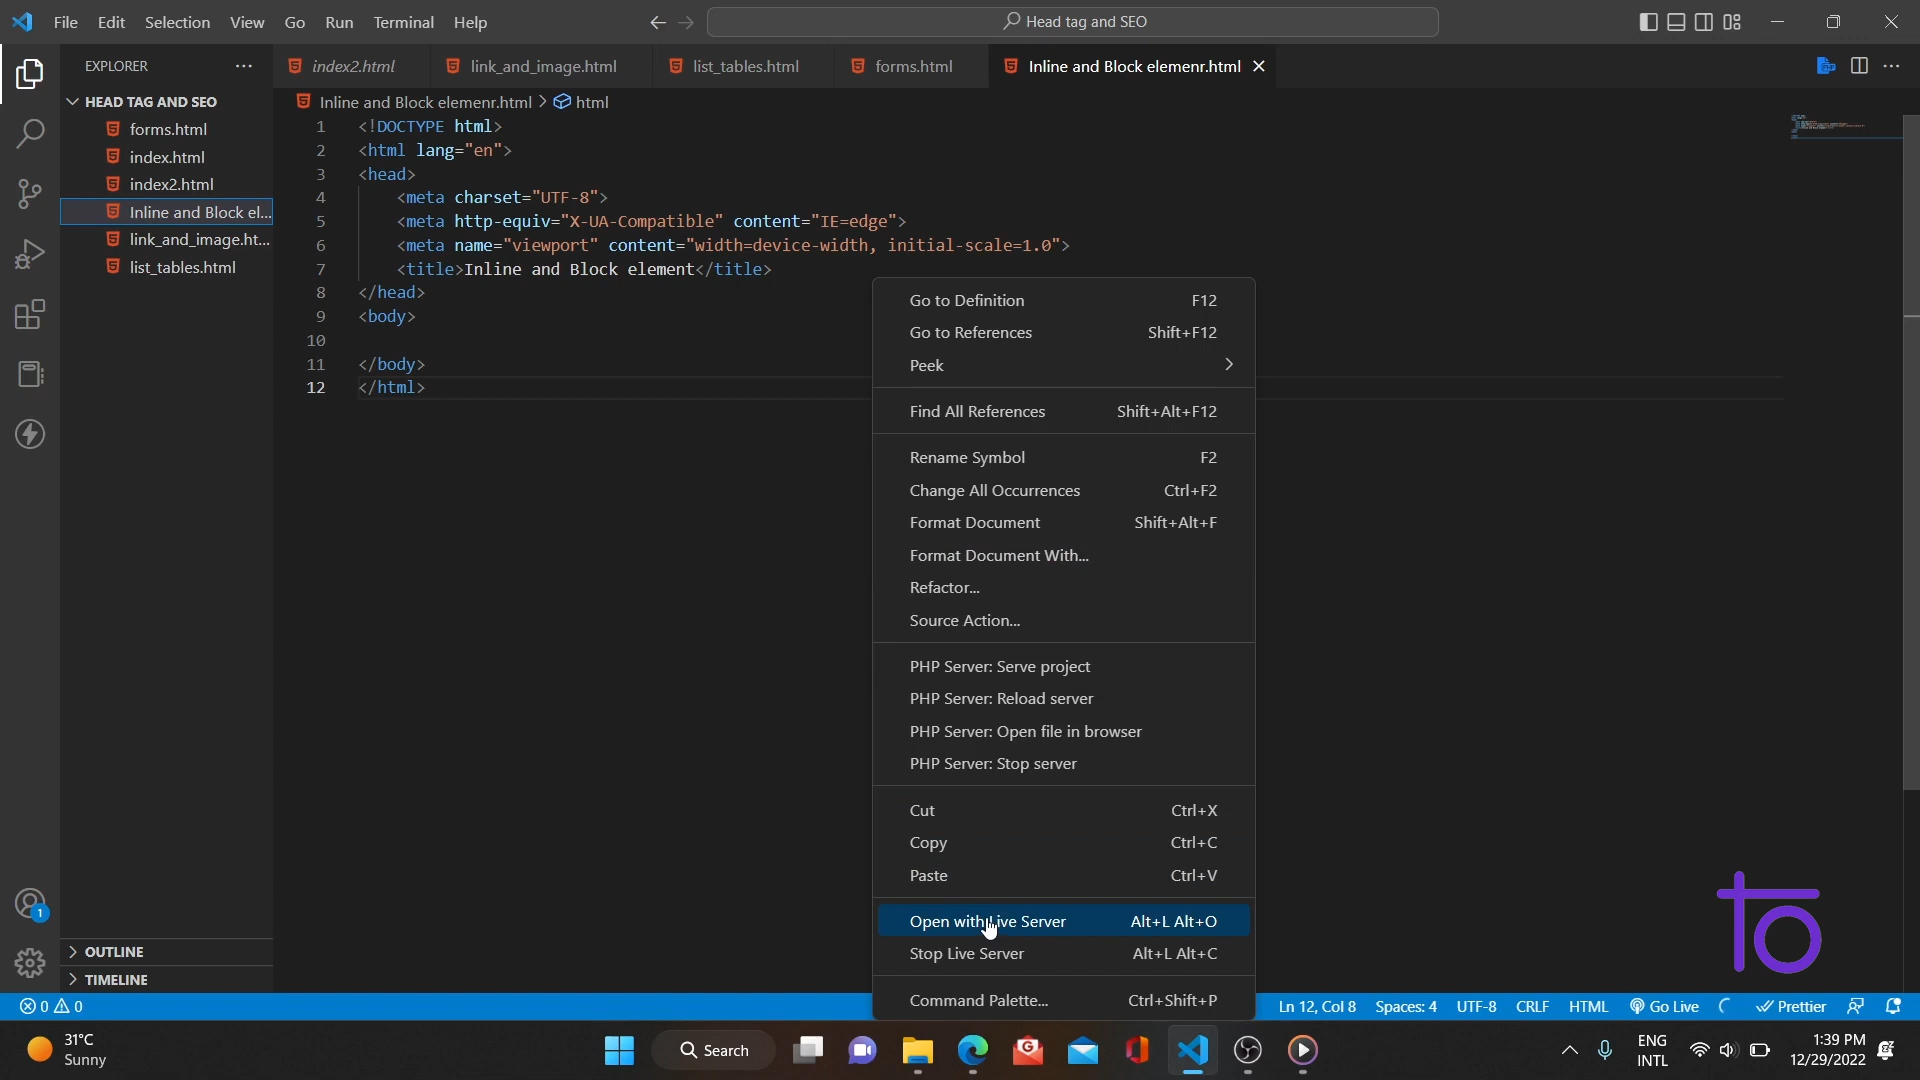 File Edit Selection View Go Run Terminal Help
Head tag and SEO
EXPLORER
index2.html
link_and_image.html
list_tables.html
forms.html
Inline and Block elemenr.html
HEAD TAG AND SEO
forms.html
index.html
index2.html
Inline and Block el...
link_and_image.ht...
list_tables.html
OUTLINE
TIMELINE
Inline and Block elemenr.html > html
1 <!DOCTYPE html>
2 <html lang="en">
3 <head>
4 <meta charset="UTF-8">
5 <meta http-equiv="X-UA-Compatible" content="IE=edge">
6 <meta name="viewport" content="width=device-width, initial-scale=1.0">
7 <title>Inline and Block element</title>
8 </head>
9 <body>
10
11 </body>
12 </html>
Go to Definition F12
Go to References Shift+F12
Peek
Find All References Shift+Alt+F12
Rename Symbol F2
Change All Occurrences Ctrl+F2
Format Document Shift+Alt+F
Format Document With...
Refactor...
Source Action...
PHP Server: Serve project
PHP Server: Reload server
PHP Server: Open file in browser
PHP Server: Stop server
Cut Ctrl+X
Copy Ctrl+C
Paste Ctrl+V
Open with Live Server Alt+L Alt+O
Stop Live Server Alt+L Alt+C
Command Palette... Ctrl+Shift+P
1
0 0
Ln 12, Col 8 Spaces: 4 UTF-8 CRLF HTML Go Live Prettier
31°C
Sunny
Search
ENG
INTL
1:39 PM
12/29/2022